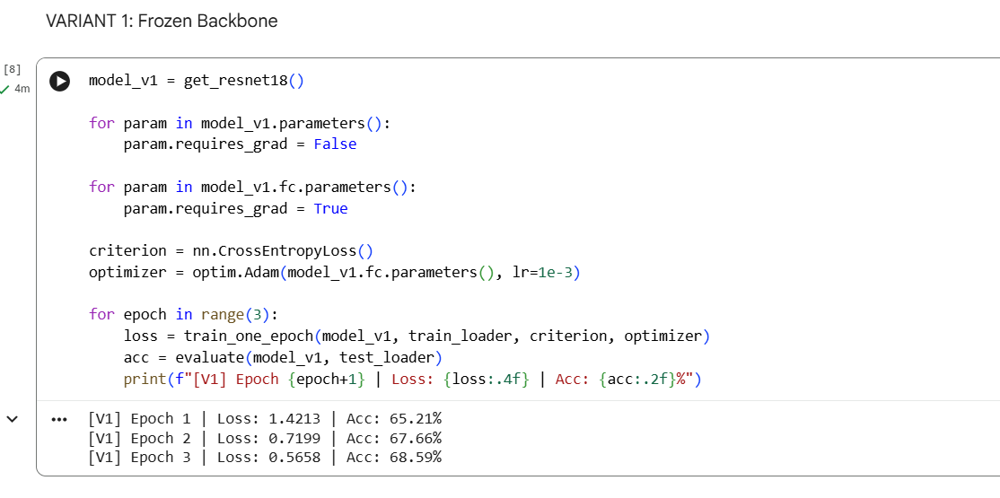 VARIANT 1: Frozen Backbone
[8]
4m
model_v1 = get_resnet18()
for param in model_v1.parameters():
    param.requires_grad = False
for param in model_v1.fc.parameters():
    param.requires_grad = True
criterion = nn.CrossEntropyLoss()
optimizer = optim.Adam(model_v1.fc.parameters(), lr=1e-3)
for epoch in range(3):
    loss = train_one_epoch(model_v1, train_loader, criterion, optimizer)
    acc = evaluate(model_v1, test_loader)
    print(f"[V1] Epoch {epoch+1} | Loss: {loss:.4f} | Acc: {acc:.2f}%")
[V1] Epoch 1 | Loss: 1.4213 | Acc: 65.21%
[V1] Epoch 2 | Loss: 0.7199 | Acc: 67.66%
[V1] Epoch 3 | Loss: 0.5658 | Acc: 68.59%